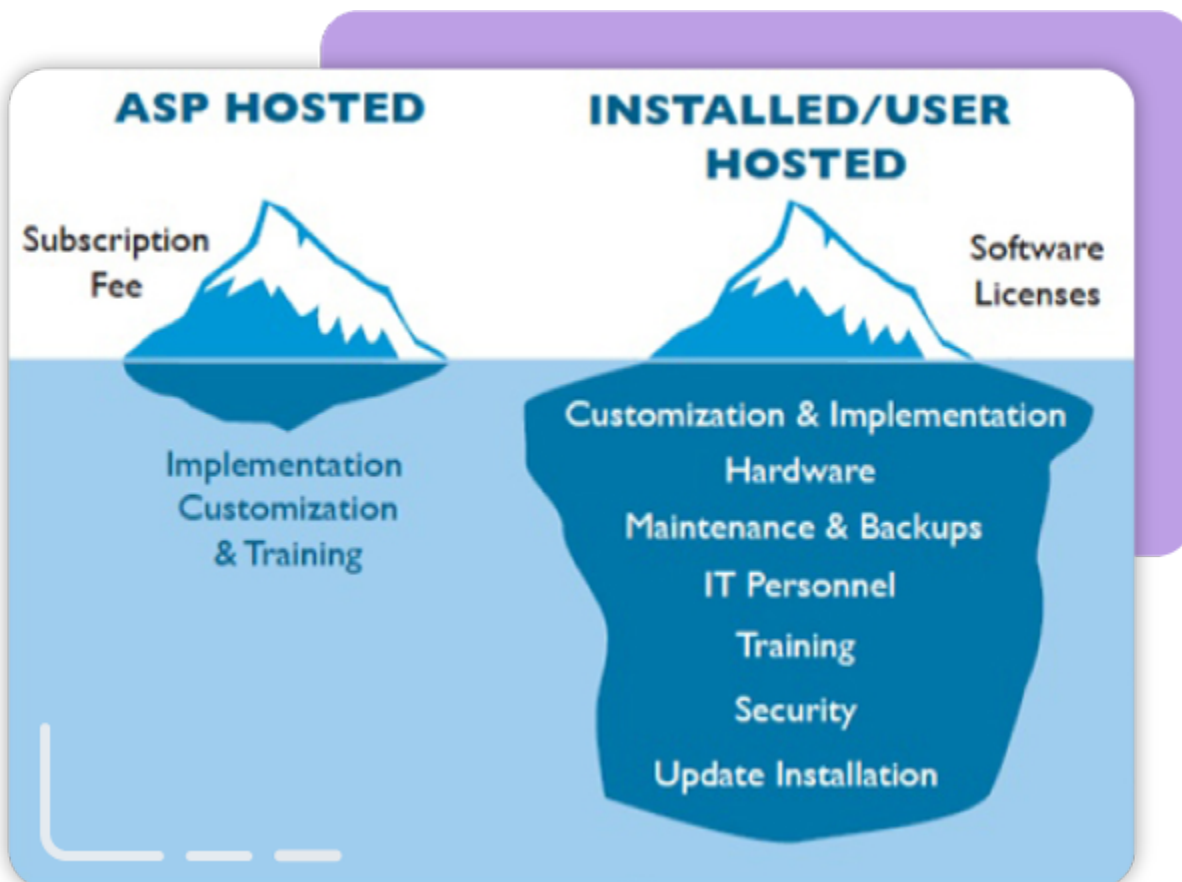 ASP HOSTED
Subscription
Fee
Implementation
Customization
& Training
INSTALLED/USER
HOSTED
Software
Licenses
Customization & Implementation
Hardware
Maintenance & Backups
IT Personnel
Training
Security
Update Installation